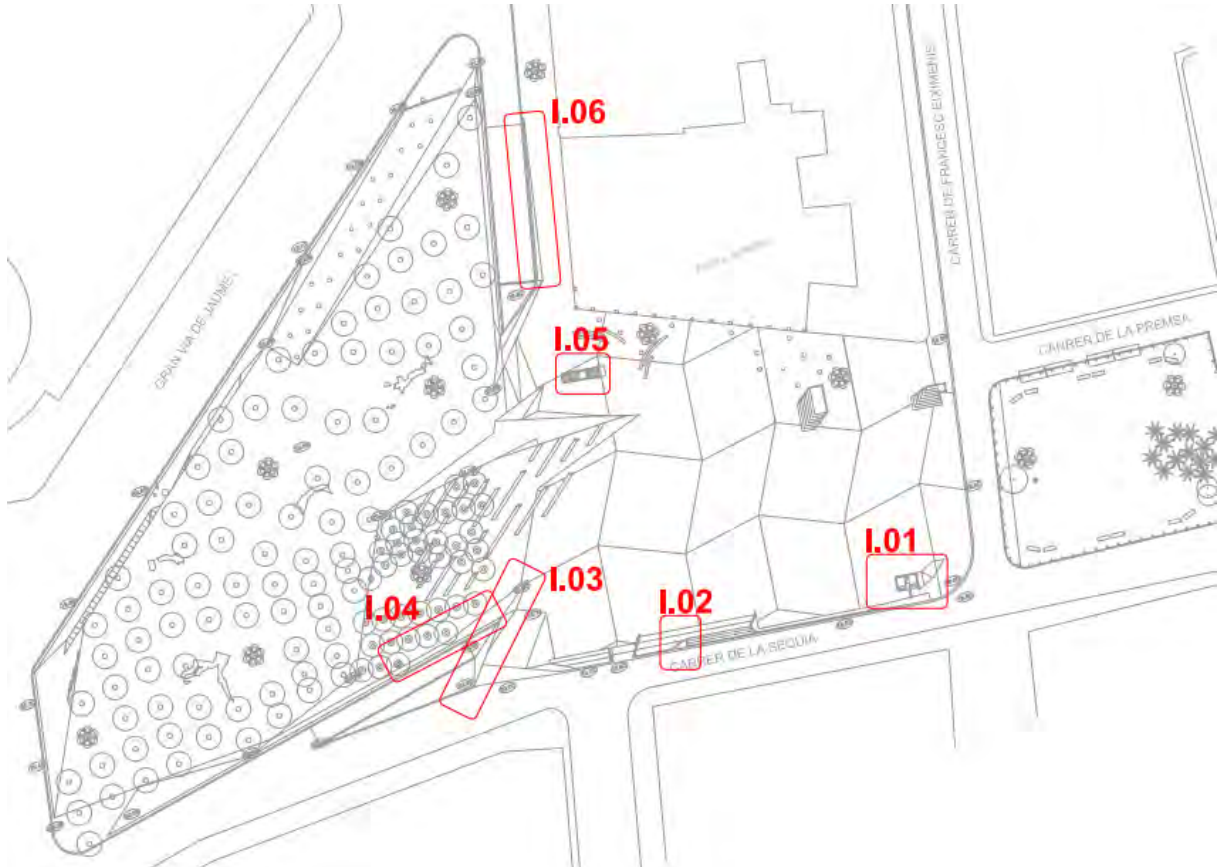 I.06
GRAN VIA DE JAUME I
CARRER DE FRANCESC EIXIMENIS
CARRER DE LA PREMSA
I.05
I.01
I.03
I.04
I.02
CARRER DE LA SEQUIA